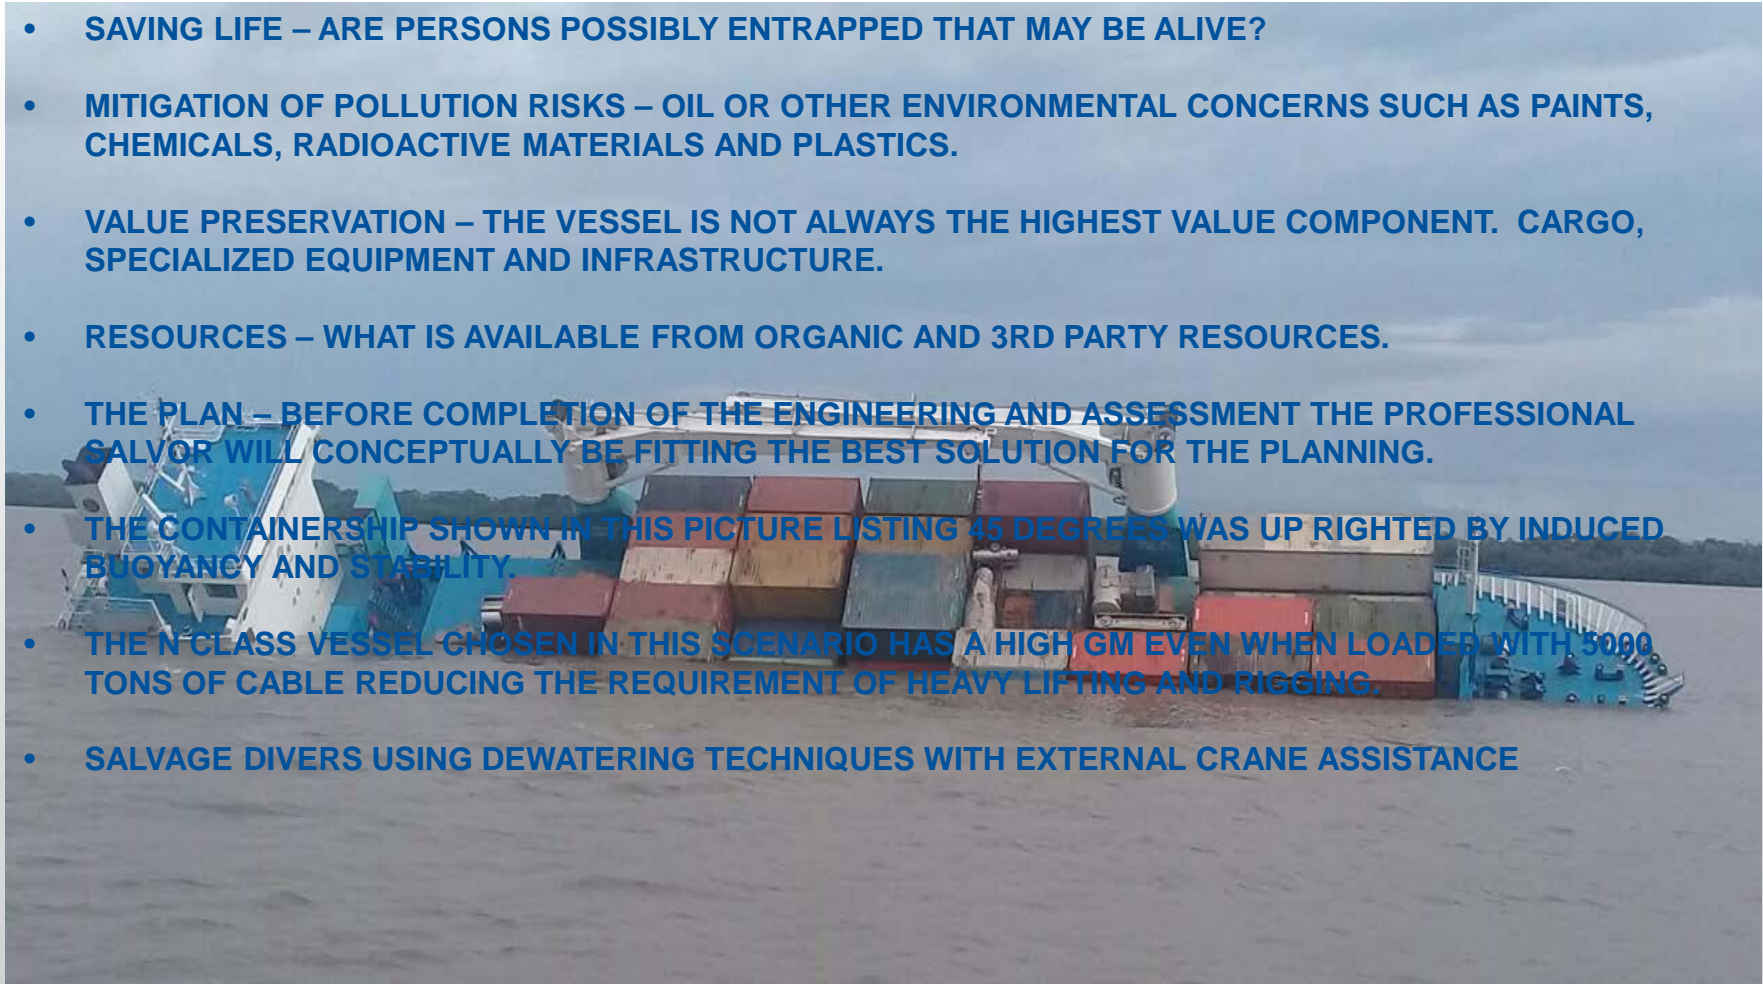 • SAVING LIFE – ARE PERSONS POSSIBLY ENTRAPPED THAT MAY BE ALIVE?
• MITIGATION OF POLLUTION RISKS – OIL OR OTHER ENVIRONMENTAL CONCERNS SUCH AS PAINTS,
CHEMICALS, RADIOACTIVE MATERIALS AND PLASTICS.
• VALUE PRESERVATION – THE VESSEL IS NOT ALWAYS THE HIGHEST VALUE COMPONENT. CARGO,
SPECIALIZED EQUIPMENT AND INFRASTRUCTURE.
• RESOURCES – WHAT IS AVAILABLE FROM ORGANIC AND 3RD PARTY RESOURCES.
• THE PLAN – BEFORE COMPLETION OF THE ENGINEERING AND ASSESSMENT THE PROFESSIONAL
SALVOR WILL CONCEPTUALLY BE FITTING THE BEST SOLUTION FOR THE PLANNING.
• THE CONTAINERSHIP SHOWN IN THIS PICTURE LISTING 45 DEGREES WAS UP RIGHTED BY INDUCED
BUOYANCY AND STABILITY.
• THE N CLASS VESSEL CHOSEN IN THIS SCENARIO HAS A HIGH GM EVEN WHEN LOADED WITH 5000
TONS OF CABLE REDUCING THE REQUIREMENT OF HEAVY LIFTING AND RIGGING.
• SALVAGE DIVERS USING DEWATERING TECHNIQUES WITH EXTERNAL CRANE ASSISTANCE